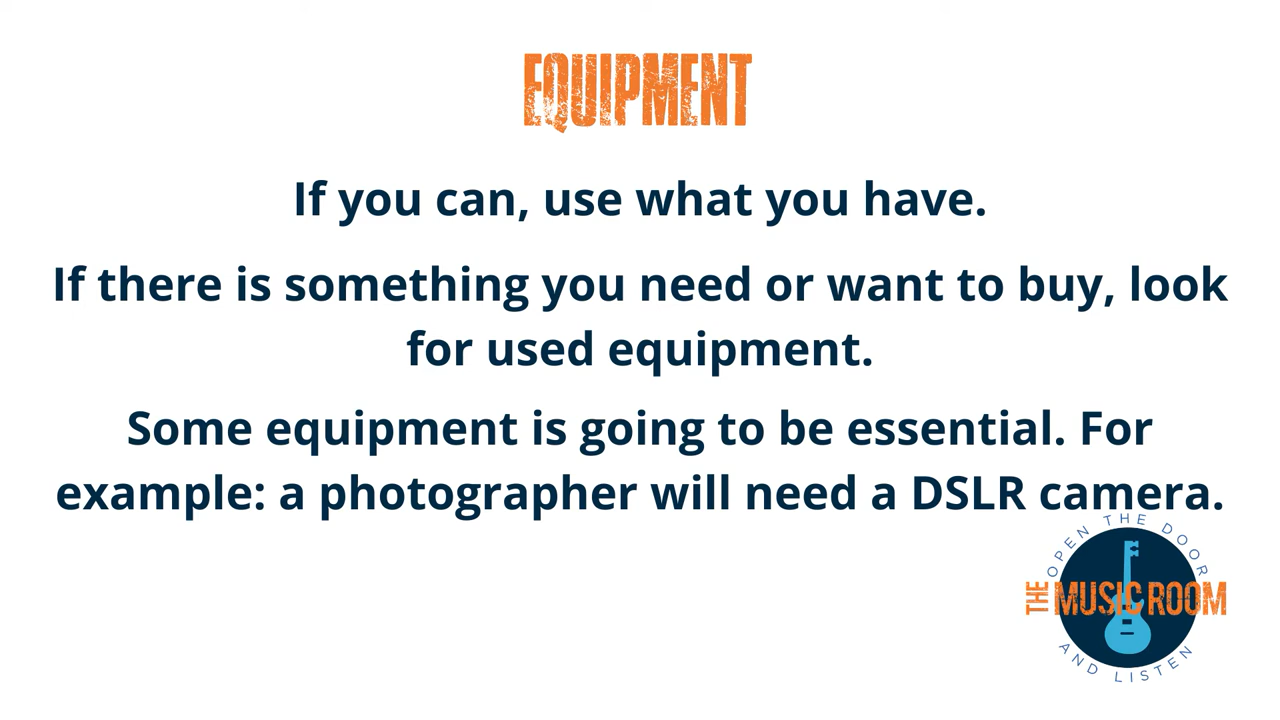 EQUIPMENT
If you can, use what you have.
If there is something you need or want to buy, look
for used equipment.
Some equipment is going to be essential. For
example: a photographer will need a DSLR camera.
OPEN THE DOOR
THE MUSIC ROOM
AND LISTEN